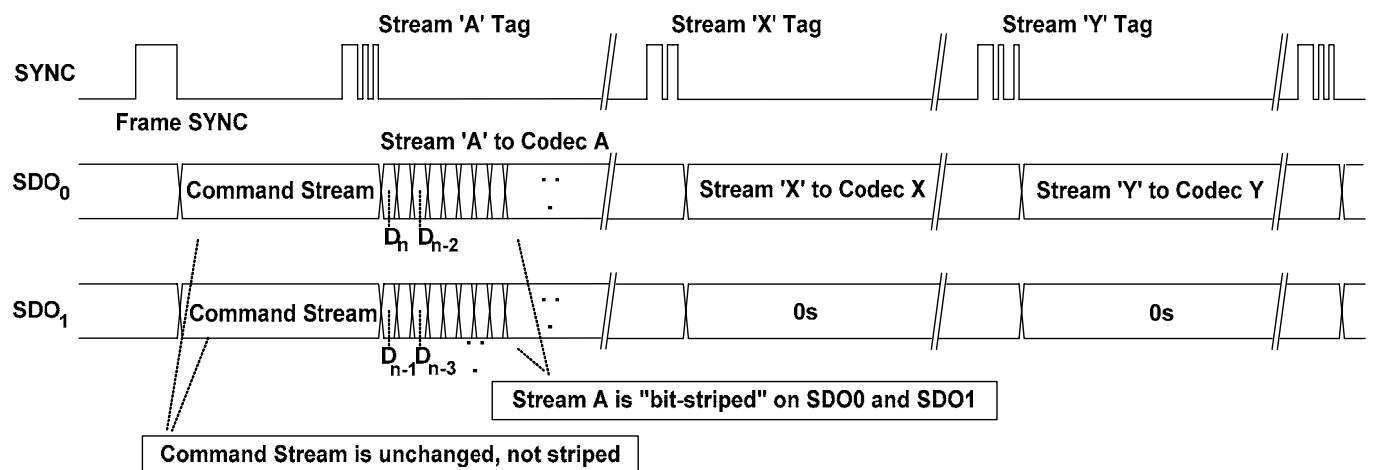 Stream 'A' Tag
Stream 'X' Tag
Stream 'Y' Tag
SYNC
Frame SYNC
Stream 'A' to Codec A
SDO0
Command Stream
Stream 'X' to Codec X
Stream 'Y' to Codec Y
Dn
Dn-2
SDO1
Command Stream
0s
0s
Dn-1
Dn-3
Stream A is "bit-striped" on SDO0 and SDO1
Command Stream is unchanged, not striped